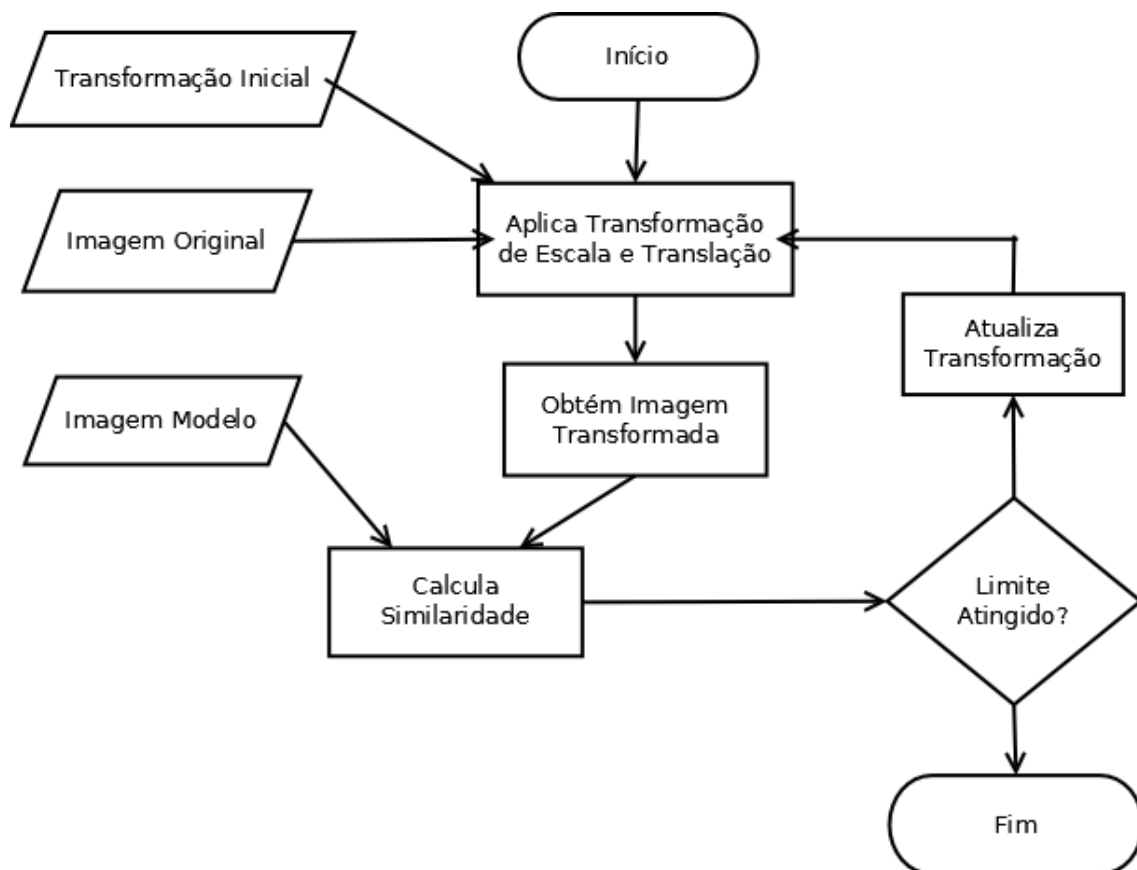 Início
Transformação Inicial
Imagem Original
Aplica Transformação
de Escala e Translação
Atualiza
Transformação
Imagem Modelo
Obtém Imagem
Transformada
Calcula
Similaridade
Limite
Atingido?
Fim